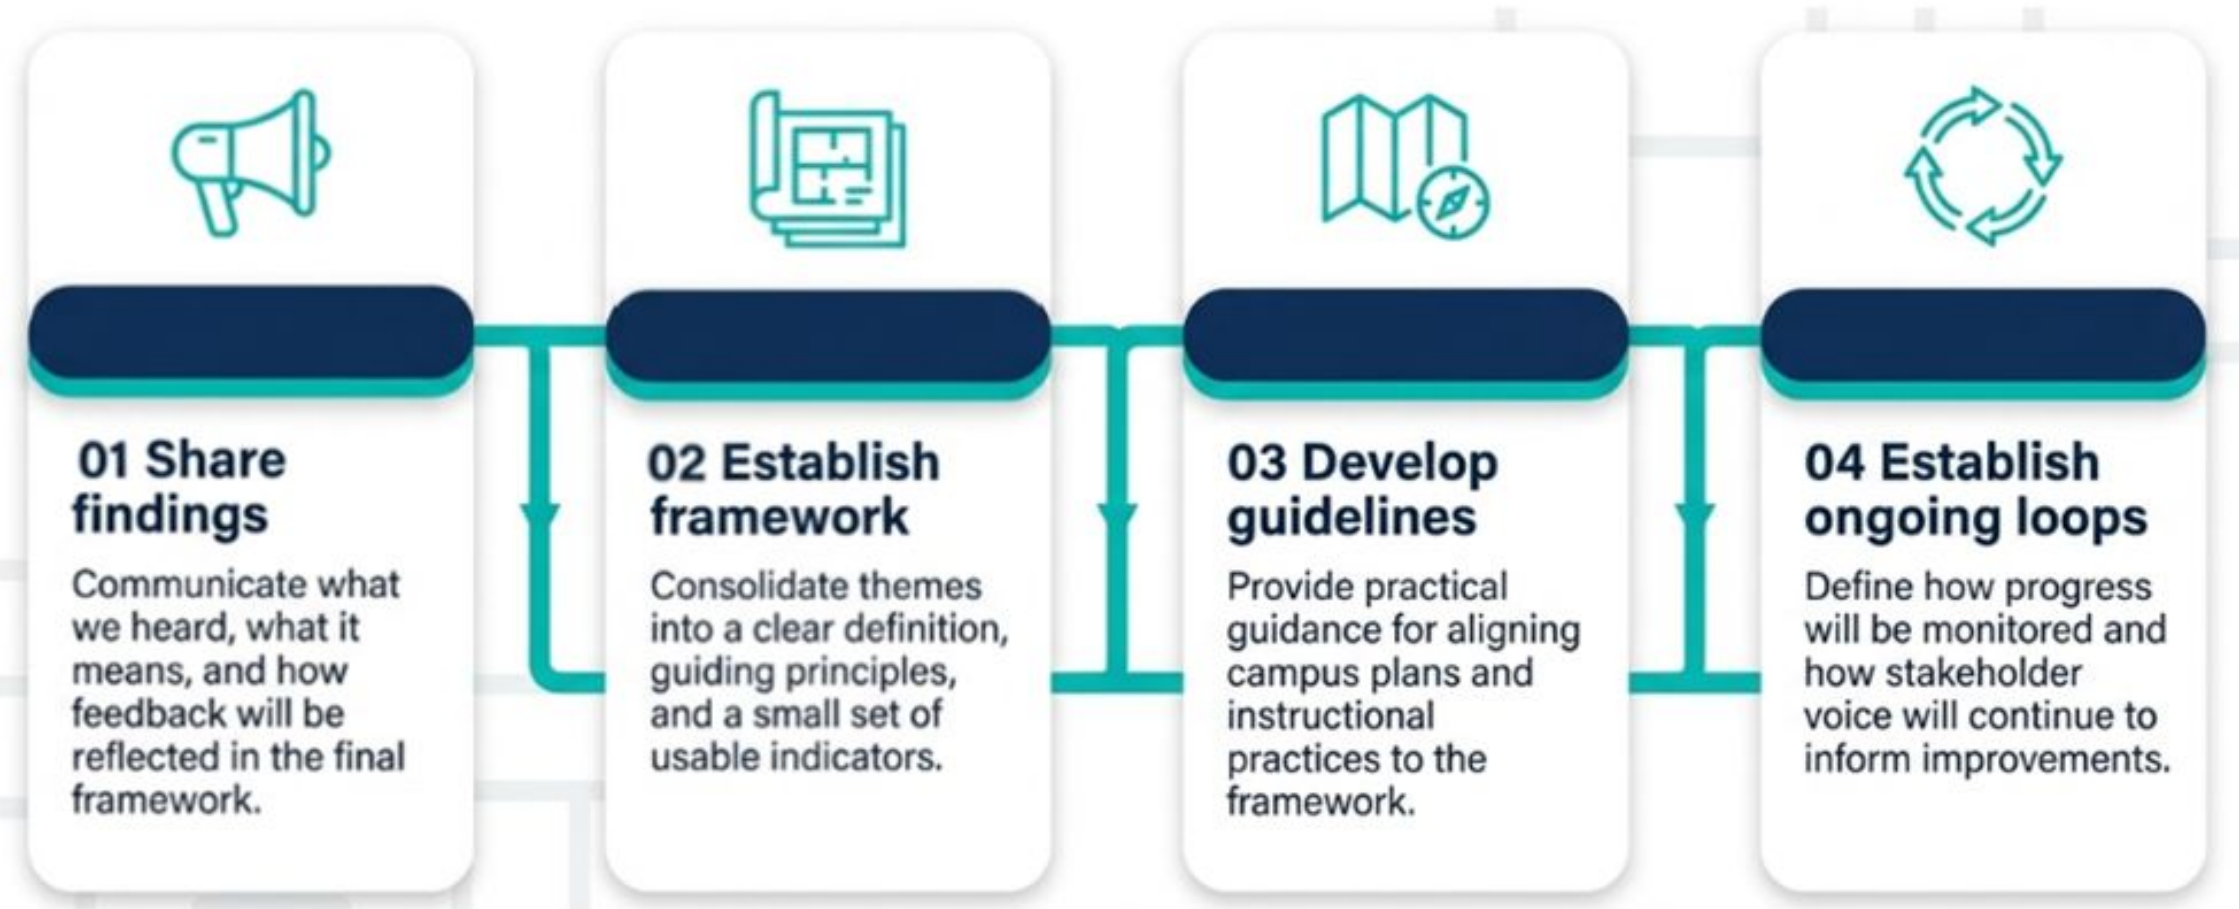 01 Share
findings
Communicate what
we heard, what it
means, and how
feedback will be
reflected in the final
framework.
02 Establish
framework
Consolidate themes
into a clear definition,
guiding principles,
and a small set of
usable indicators.
03 Develop
guidelines
Provide practical
guidance for aligning
campus plans and
instructional
practices to the
framework.
04 Establish
ongoing loops
Define how progress
will be monitored and
how stakeholder
voice will continue to
inform improvements.